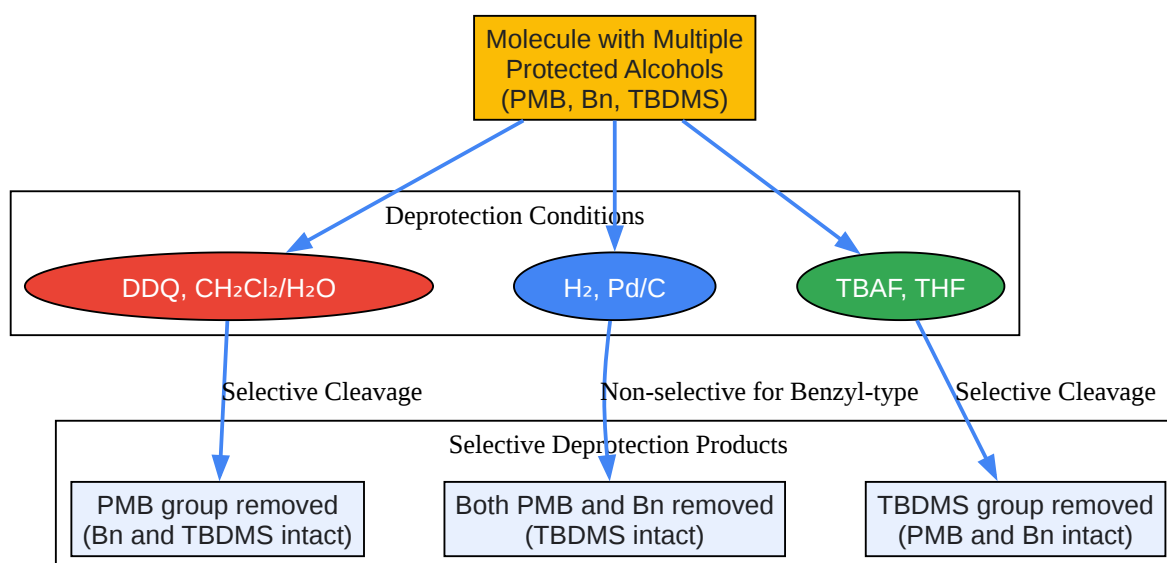 Molecule with Multiple
Protected Alcohols
(PMB, Bn, TBDMS)
Deprotection Conditions
DDQ, CH₂Cl₂/H₂O
H₂, Pd/C
TBAF, THF
Selective Cleavage
Non-selective for Benzyl-type
Selective Cleavage
Selective Deprotection Products
PMB group removed
(Bn and TBDMS intact)
Both PMB and Bn removed
(TBDMS intact)
TBDMS group removed
(PMB and Bn intact)